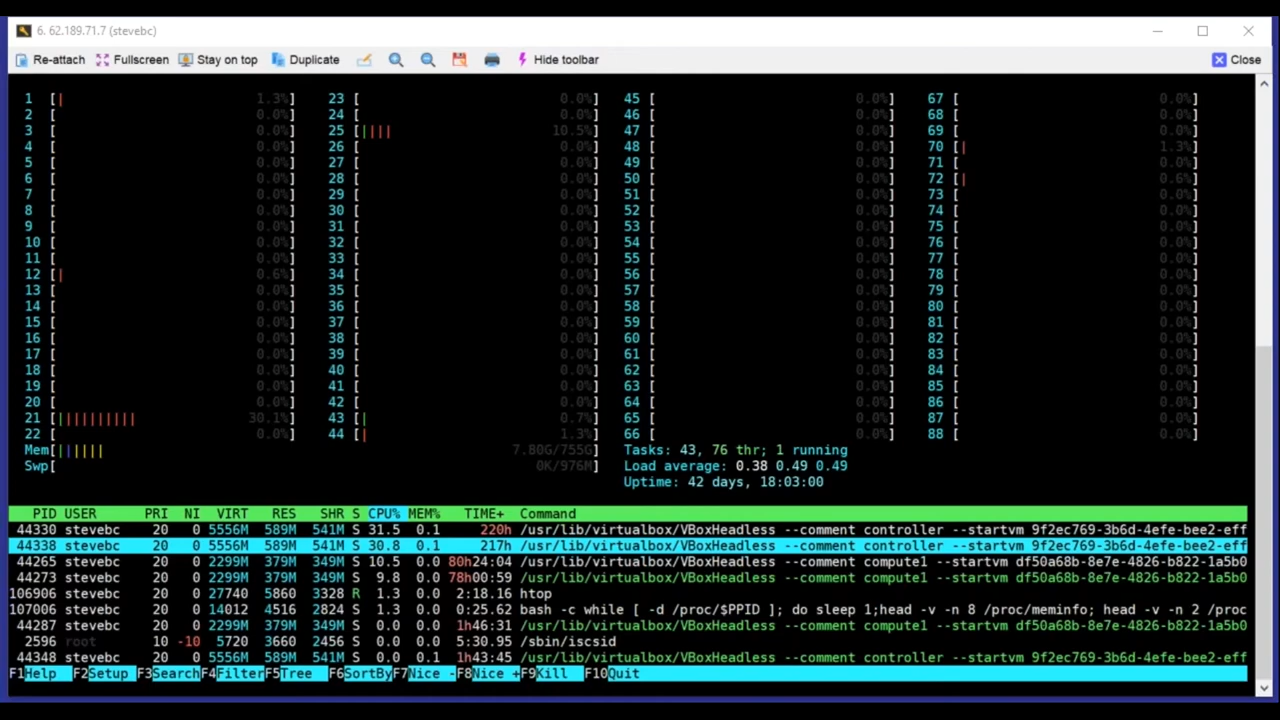 6. 62.189.71.7 (stevebc)
Re-attach Fullscreen Stay on top Duplicate Hide toolbar Close
1 [| 1.3%] 23 [ 0.0%] 45 [ 0.0%] 67 [ 0.0%]
2 [ 0.0%] 24 [ 0.0%] 46 [ 0.0%] 68 [ 0.0%]
3 [ 0.0%] 25 [|||| 10.5%] 47 [ 0.0%] 69 [ 0.0%]
4 [ 0.0%] 26 [ 0.0%] 48 [ 0.0%] 70 [| 1.3%]
5 [ 0.0%] 27 [ 0.0%] 49 [ 0.0%] 71 [ 0.0%]
6 [ 0.0%] 28 [ 0.0%] 50 [ 0.0%] 72 [| 0.6%]
7 [ 0.0%] 29 [ 0.0%] 51 [ 0.0%] 73 [ 0.0%]
8 [ 0.0%] 30 [ 0.0%] 52 [ 0.0%] 74 [ 0.0%]
9 [ 0.0%] 31 [ 0.0%] 53 [ 0.0%] 75 [ 0.0%]
10 [ 0.0%] 32 [ 0.0%] 54 [ 0.0%] 76 [ 0.0%]
11 [ 0.0%] 33 [ 0.0%] 55 [ 0.0%] 77 [ 0.0%]
12 [| 0.6%] 34 [ 0.0%] 56 [ 0.0%] 78 [ 0.0%]
13 [ 0.0%] 35 [ 0.0%] 57 [ 0.0%] 79 [ 0.0%]
14 [ 0.0%] 36 [ 0.0%] 58 [ 0.0%] 80 [ 0.0%]
15 [ 0.0%] 37 [ 0.0%] 59 [ 0.0%] 81 [ 0.0%]
16 [ 0.0%] 38 [ 0.0%] 60 [ 0.0%] 82 [ 0.0%]
17 [ 0.0%] 39 [ 0.0%] 61 [ 0.0%] 83 [ 0.0%]
18 [ 0.0%] 40 [ 0.0%] 62 [ 0.0%] 84 [ 0.0%]
19 [ 0.0%] 41 [ 0.0%] 63 [ 0.0%] 85 [ 0.0%]
20 [ 0.0%] 42 [ 0.0%] 64 [ 0.0%] 86 [ 0.0%]
21 [|||||||||| 30.1%] 43 [| 0.7%] 65 [ 0.0%] 87 [ 0.0%]
22 [ 0.0%] 44 [| 1.3%] 66 [ 0.0%] 88 [ 0.0%]
Mem[|||||| 7.80G/755G] Tasks: 43, 76 thr; 1 running
Swp[ 0K/976M] Load average: 0.38 0.49 0.49
Uptime: 42 days, 18:03:00
PID USER PRI NI VIRT RES SHR S CPU% MEM% TIME+ Command
44330 stevebc 20 0 5556M 589M 541M S 31.5 0.1 220h /usr/lib/virtualbox/VBoxHeadless --comment controller --startvm 9f2ec769-3b6d-4efe-bee2-eff
44338 stevebc 20 0 5556M 589M 541M S 30.8 0.1 217h /usr/lib/virtualbox/VBoxHeadless --comment controller --startvm 9f2ec769-3b6d-4efe-bee2-eff
44265 stevebc 20 0 2299M 379M 349M S 10.5 0.0 80h24:04 /usr/lib/virtualbox/VBoxHeadless --comment compute1 --startvm df50a68b-8e7e-4826-b822-1a5b0
44273 stevebc 20 0 2299M 379M 349M S 9.8 0.0 78h00:59 /usr/lib/virtualbox/VBoxHeadless --comment compute1 --startvm df50a68b-8e7e-4826-b822-1a5b0
106906 stevebc 20 0 27740 5860 3328 R 1.3 0.0 2:18.16 htop
107006 stevebc 20 0 14012 4516 2824 S 1.3 0.0 0:25.62 bash -c while [ -d /proc/$PPID ]; do sleep 1;head -v -n 8 /proc/meminfo; head -v -n 2 /proc
44287 stevebc 20 0 2299M 379M 349M S 0.0 0.0 1h46:31 /usr/lib/virtualbox/VBoxHeadless --comment compute1 --startvm df50a68b-8e7e-4826-b822-1a5b0
2596 root 10 -10 5720 3660 2456 S 0.0 0.0 5:30.95 /sbin/iscsid
44348 stevebc 20 0 5556M 589M 541M S 0.0 0.1 1h43:45 /usr/lib/virtualbox/VBoxHeadless --comment controller --startvm 9f2ec769-3b6d-4efe-bee2-eff
F1Help F2Setup F3SearchF4FilterF5Tree F6SortByF7Nice -F8Nice +F9Kill F10Quit